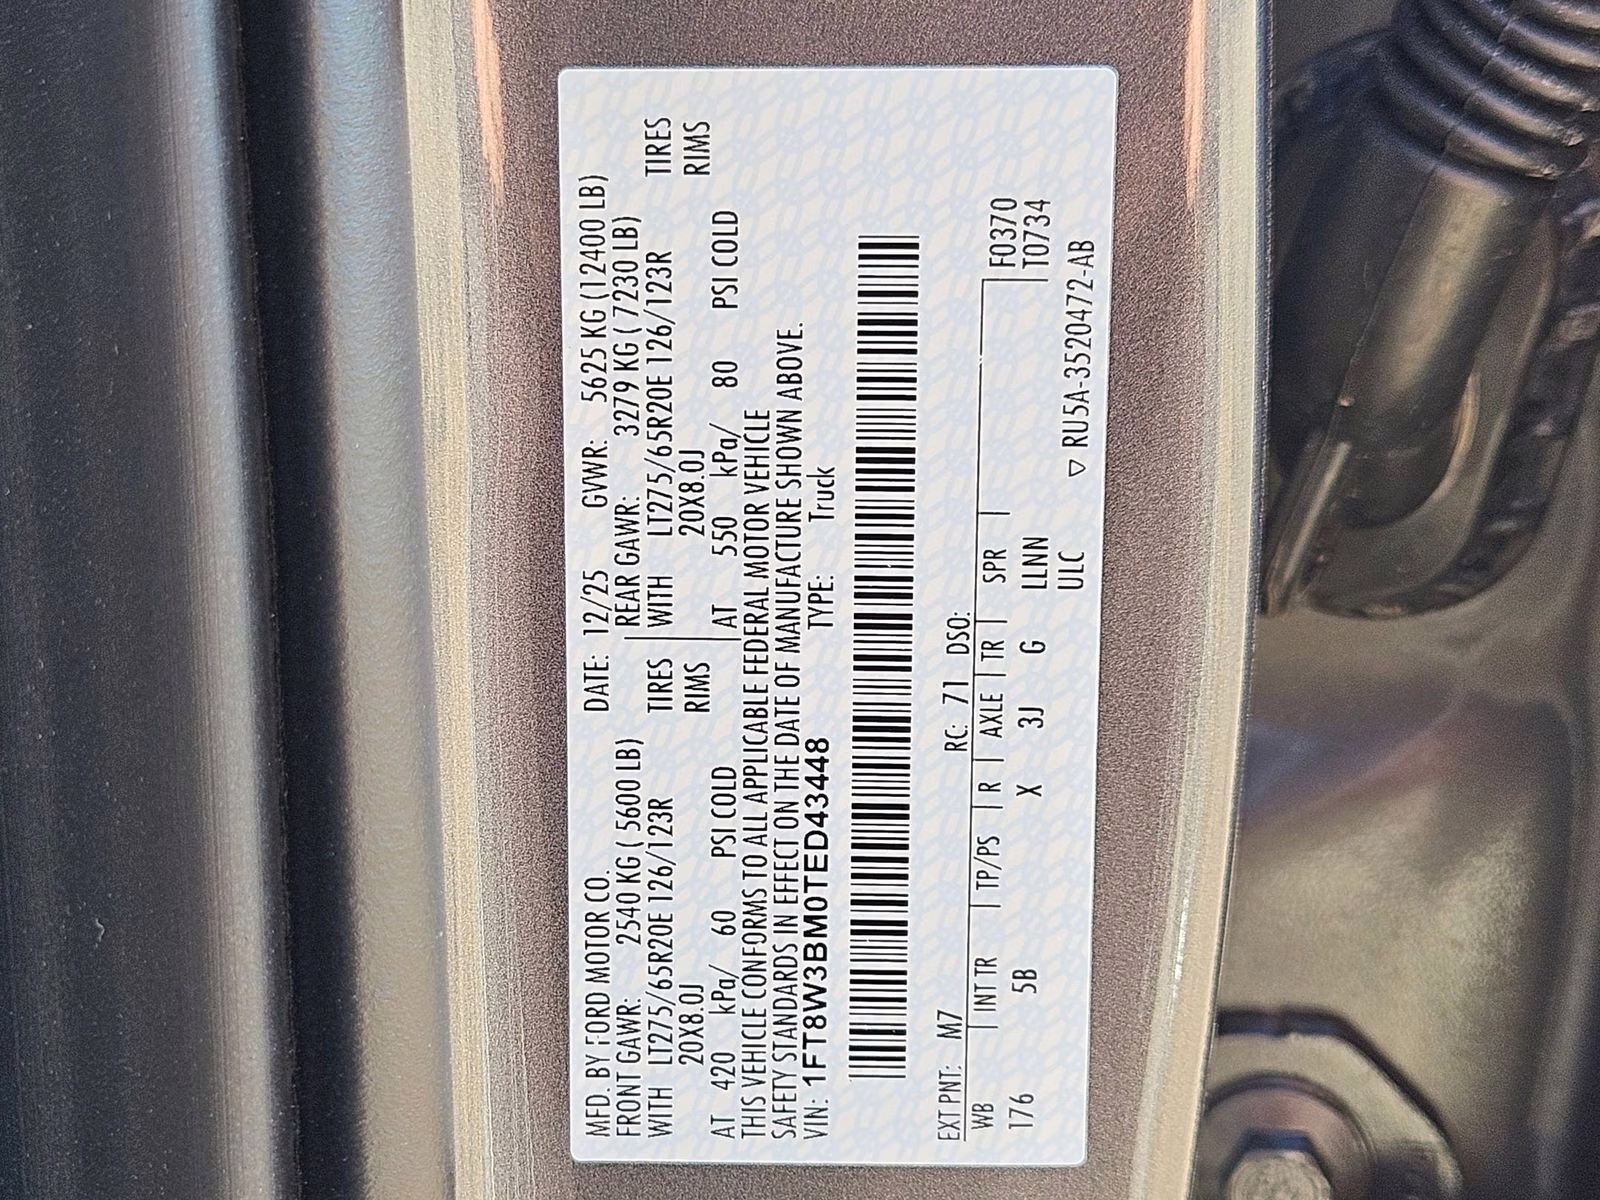 MFD. BY FORD MOTOR CO. DATE: 12/25 GVWR: 5625 KG (12400 LB)
FRONT GAWR: 2540 KG ( 5600 LB) REAR GAWR: 3279 KG ( 7230 LB)
WITH LT275/65R20E 126/123R TIRES WITH LT275/65R20E 126/123R TIRES
20X8.0J RIMS 20X8.0J RIMS
AT 420 kPa/ 60 PSI COLD AT 550 kPa/ 80 PSI COLD
THIS VEHICLE CONFORMS TO ALL APPLICABLE FEDERAL MOTOR VEHICLE
SAFETY STANDARDS IN EFFECT ON THE DATE OF MANUFACTURE SHOWN ABOVE.
VIN: 1FT8W3BM0TED43448 TYPE: Truck
EXT PNT: M7 RC: 71 DSO:
WB INT TR TP/PS R AXLE TR SPR F0370
176 5B X 3J G LLNN T0734
ULC ▽ RU5A-3520472-AB